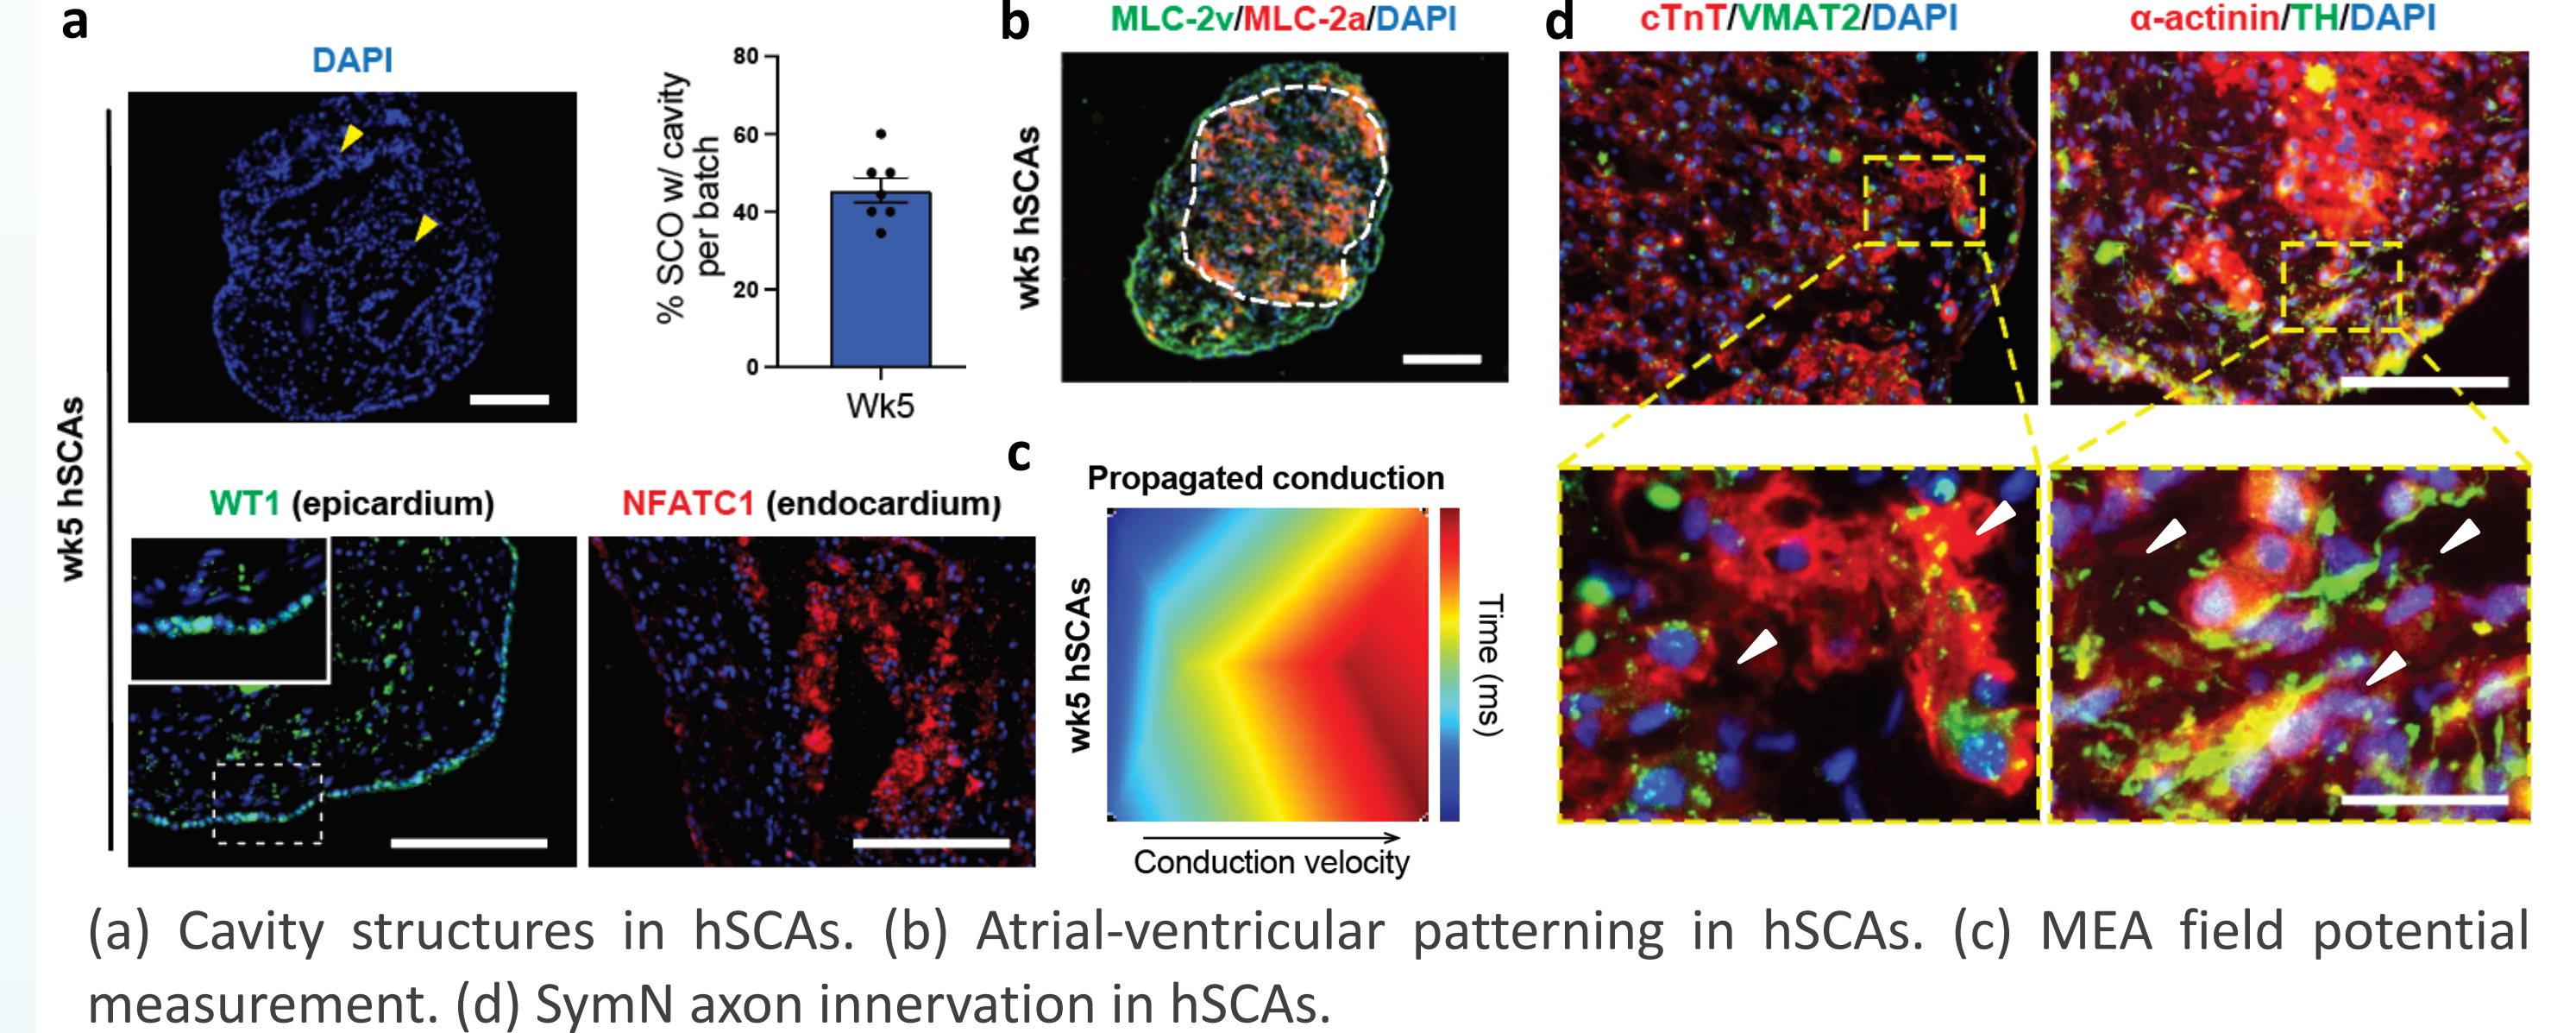 a
DAPI
wk5 hSCAs
80
60
40
20
0
% SCO w/ cavity
per batch
Wk5
WT1 (epicardium)
NFATC1 (endocardium)
b
MLC-2v/MLC-2a/DAPI
wk5 hSCAs
c
Propagated conduction
wk5 hSCAs
Time (ms)
Conduction velocity
d
cTnT/VMAT2/DAPI
α-actinin/TH/DAPI
(a) Cavity structures in hSCAs. (b) Atrial-ventricular patterning in hSCAs. (c) MEA field potential
measurement. (d) SymN axon innervation in hSCAs.